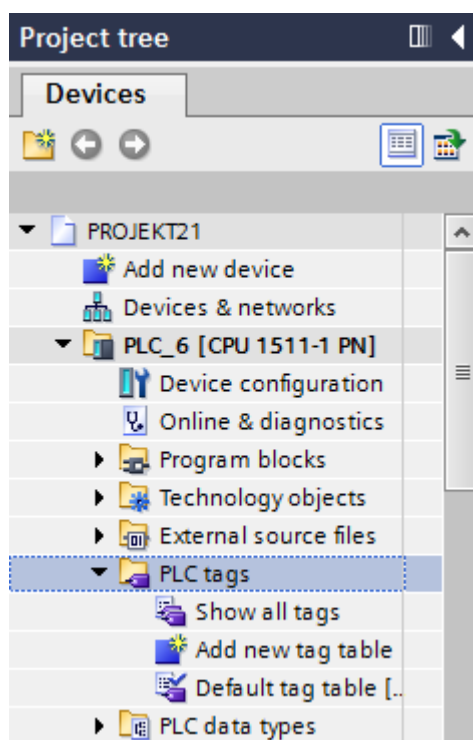 Project tree
Devices
PROJEKT21
Add new device
Devices & networks
PLC_6 [CPU 1511-1 PN]
Device configuration
Online & diagnostics
Program blocks
Technology objects
External source files
PLC tags
Show all tags
Add new tag table
Default tag table [..
PLC data types